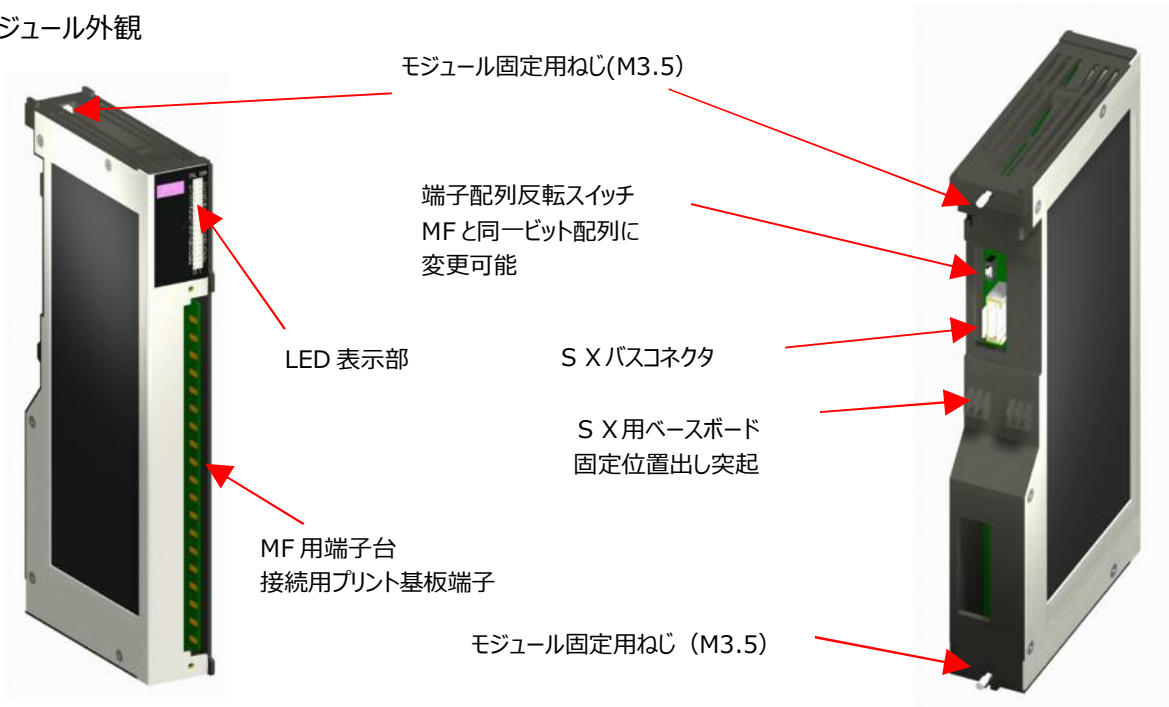 ジュール外観
モジュール固定用ねじ(M3.5)
端子配列反転スイッチ
MFと同一ビット配列に
変更可能
LED 表示部
ＳＸバスコネクタ
ＳＸ用ベースボード
固定位置出し突起
MF 用端子台
接続用プリント基板端子
モジュール固定用ねじ（M3.5）